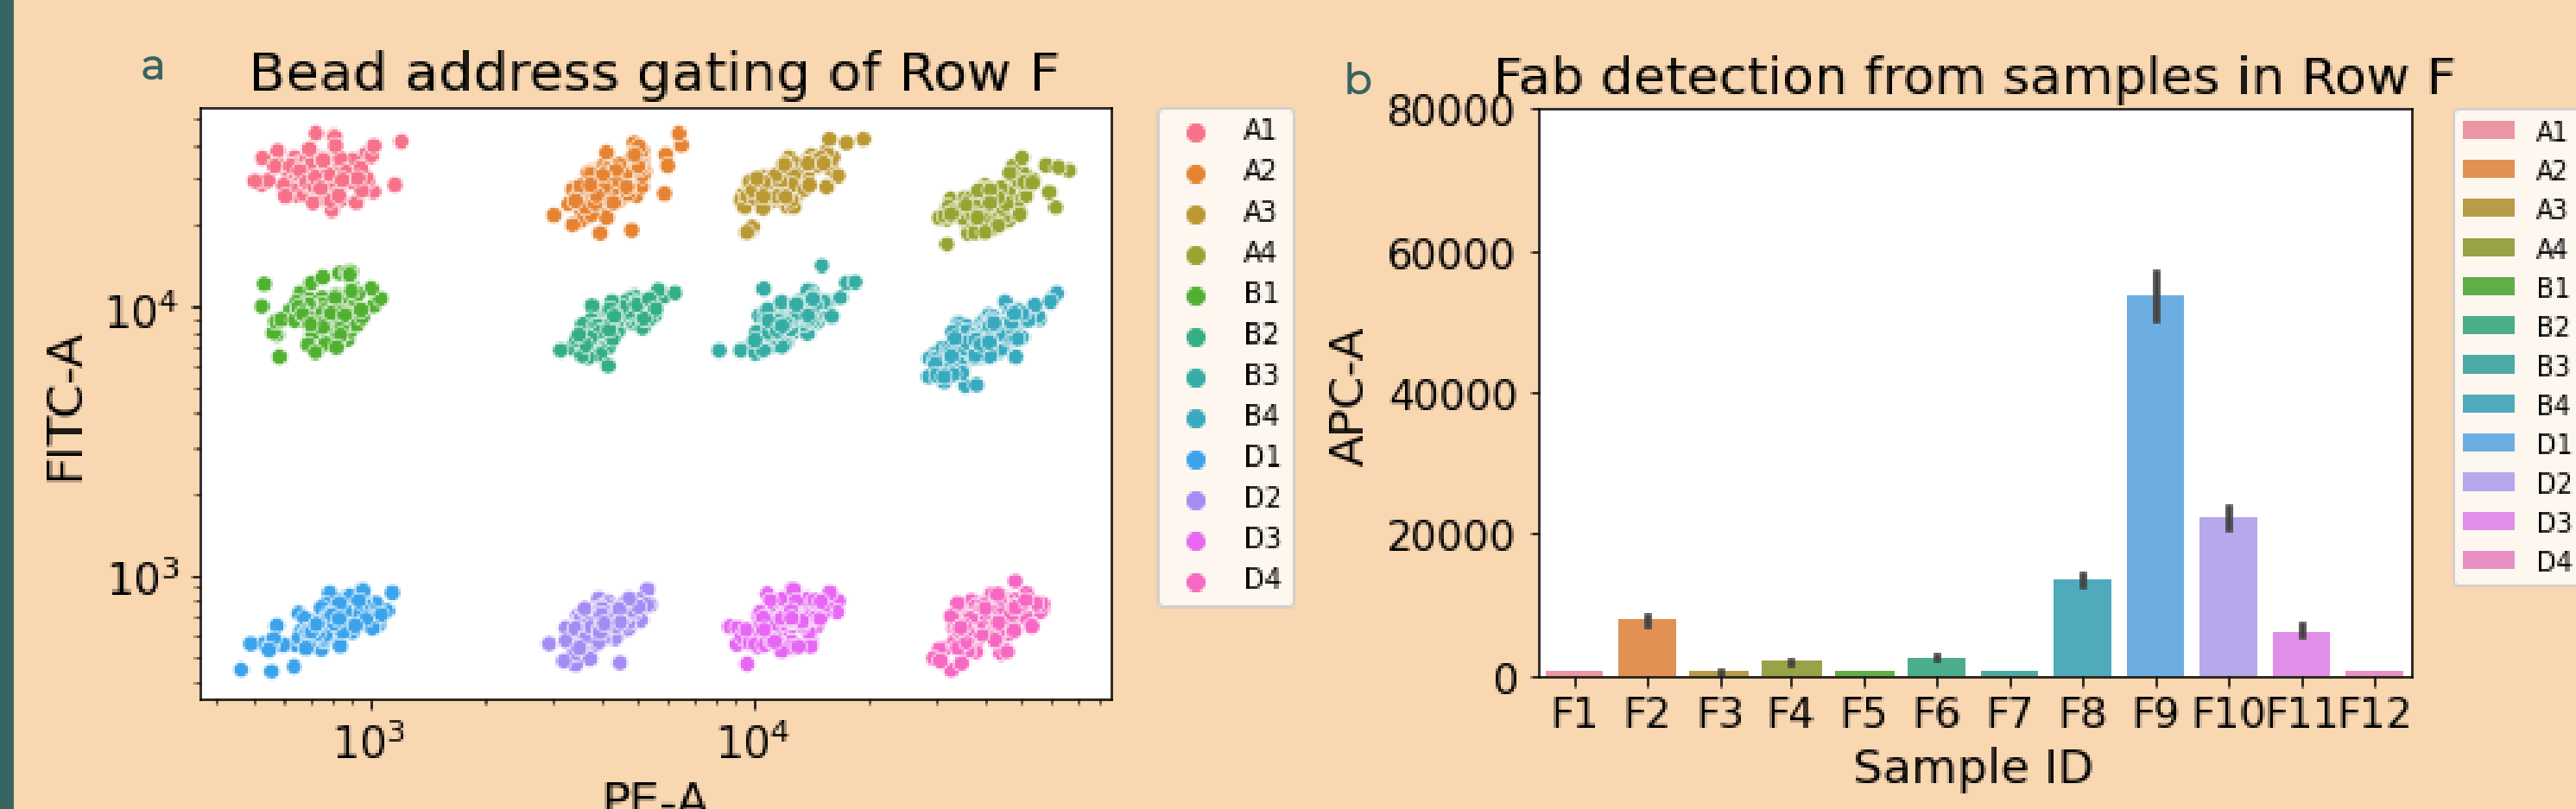 a
Bead address gating of Row F
FITC-A
10⁴
10³
10³ 10⁴
PE-A
A1
A2
A3
A4
B1
B2
B3
B4
D1
D2
D3
D4
b
Fab detection from samples in Row F
APC-A
80000
60000
40000
20000
0
F1 F2 F3 F4 F5 F6 F7 F8 F9 F10 F11 F12
Sample ID
A1
A2
A3
A4
B1
B2
B3
B4
D1
D2
D3
D4